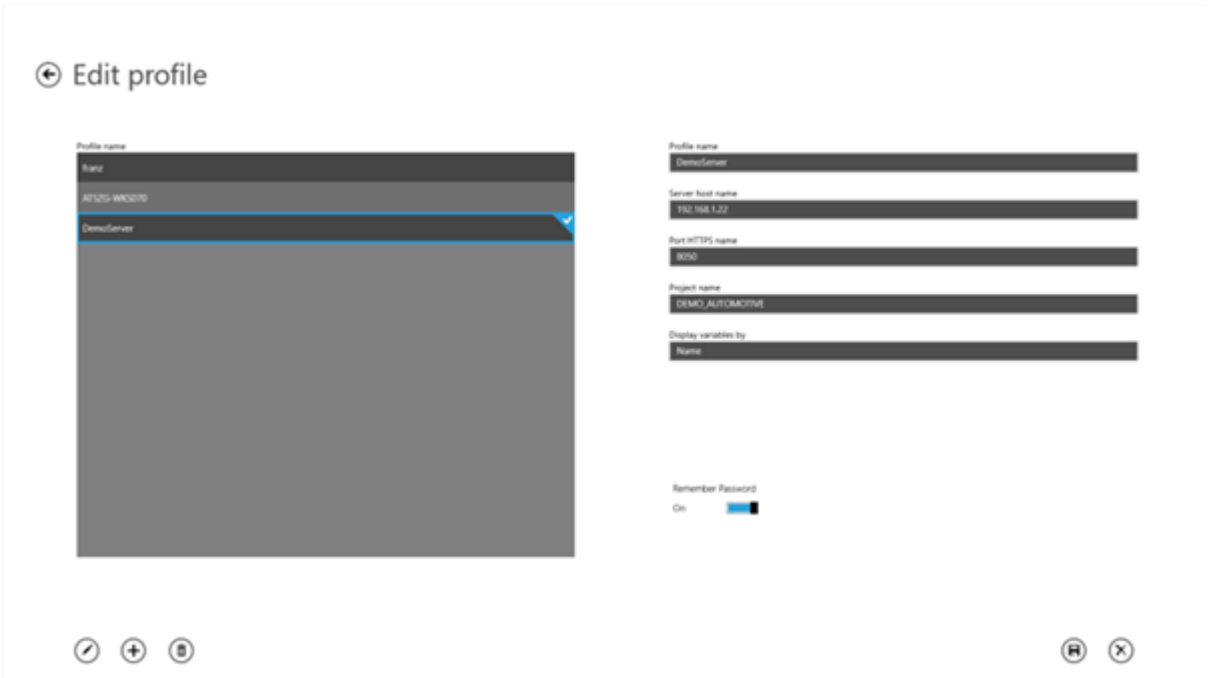 Edit profile
Profile name
franz
ATSZG-WKS070
DemoServer
Profile name
DemoServer
Server host name
192.168.1.22
Port HTTPS name
8050
Project name
DEMO_AUTOMOTIVE
Display variables by
Name
Remember Password
On